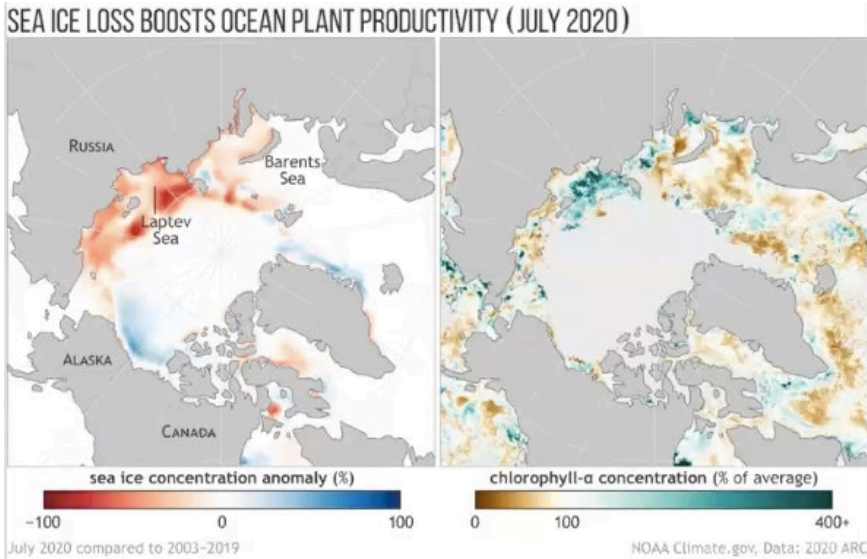 SEA ICE LOSS BOOSTS OCEAN PLANT PRODUCTIVITY (JULY 2020)
RUSSIA
Barents
Sea
Laptev
Sea
ALASKA
CANADA
sea ice concentration anomaly (%)
−100 0 100
chlorophyll-a concentration (% of average)
0 100 400+
July 2020 compared to 2003–2019
NOAA Climate.gov, Data: 2020 ARC